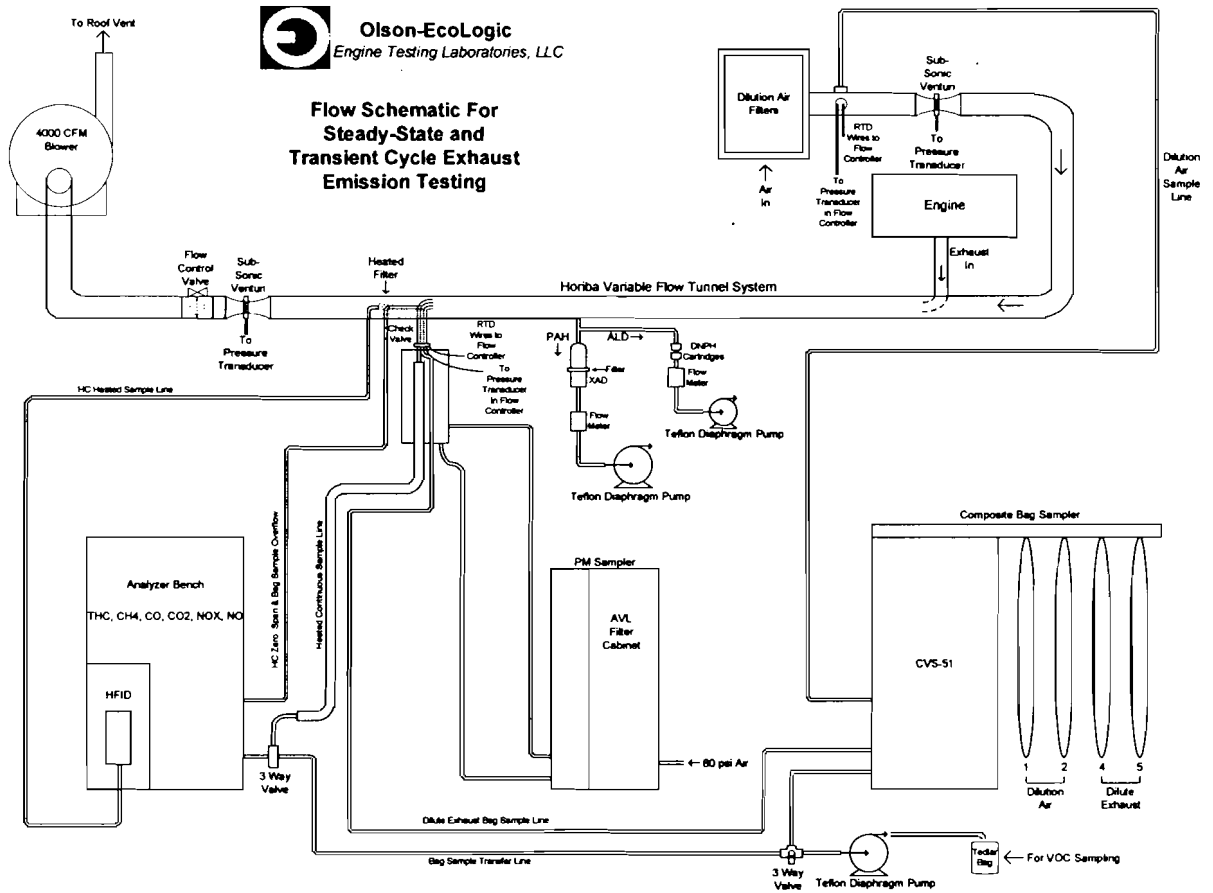 To Roof Vent
Olson-EcoLogic
Engine Testing Laboratories, LLC
Flow Schematic For
Steady-State and
Transient Cycle Exhaust
Emission Testing
4000 CFM
Blower
Dilution Air
Filters
Air
In
RTD
Wires to
Flow
Controller
To
Pressure
Transducer
in Flow
Controller
Sub-
Sonic
Venturi
To
Pressure
Transducer
Dilution
Air
Sample
Line
Engine
Exhaust
In
Flow
Control
Valve
Sub-
Sonic
Venturi
To
Pressure
Transducer
Heated
Filter
Horiba Variable Flow Tunnel System
Check
Valve
RTD
Wires to
Flow
Controller
To
Pressure
Transducer
in Flow
Controller
PAH
ALD
Filter
XAD
Flow
Meter
Teflon Diaphragm Pump
DNPH
Cartridges
Flow
Meter
Teflon Diaphragm Pump
HC Heated Sample Line
HC Zero, Span & Bag Sample Overflow
Heated Continuous Sample Line
Analyzer Bench
THC, CH4, CO, CO2, NOX, NO
HFID
3 Way
Valve
PM Sampler
AVL
Filter
Cabinet
80 psi Air
Composite Bag Sampler
CVS-51
1
2
4
5
Dilution
Air
Dilute
Exhaust
Dilute Exhaust Bag Sample Line
Bag Sample Transfer Line
3 Way
Valve
Teflon Diaphragm Pump
Tedlar
Bag
For VOC Sampling